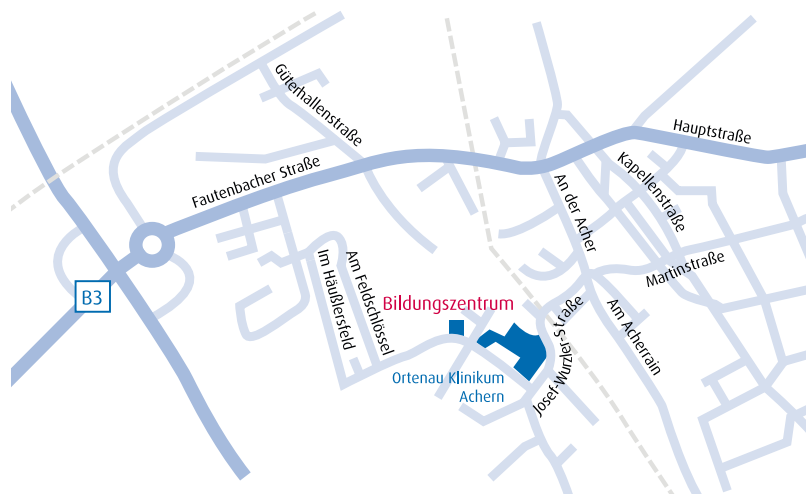 Güterhallenstraße
Hauptstraße
Kapellenstraße
Fautenbacher Straße
An der Acher
Martinstraße
B3
Im Häußlersfeld
Am Feldschlössel
Bildungszentrum
Josef-Wurzler-Straße
Am Acherrain
Ortenau Klinikum
Achern